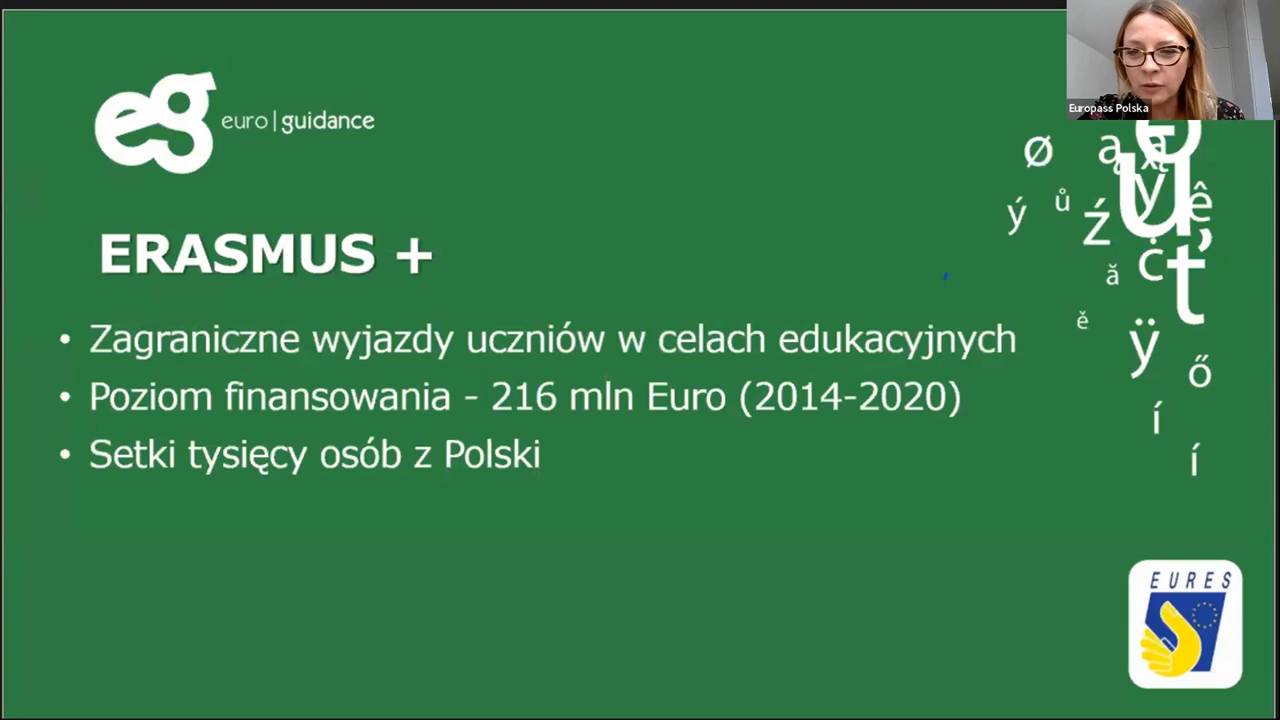 eg euro|guidance
Europass Polska
ERASMUS +
• Zagraniczne wyjazdy uczniów w celach edukacyjnych
• Poziom finansowania - 216 mln Euro (2014-2020)
• Setki tysięcy osób z Polski
ø ą
ý ů ź u y ê
ă ç ť
ě ÿ ő
í
í
EURES